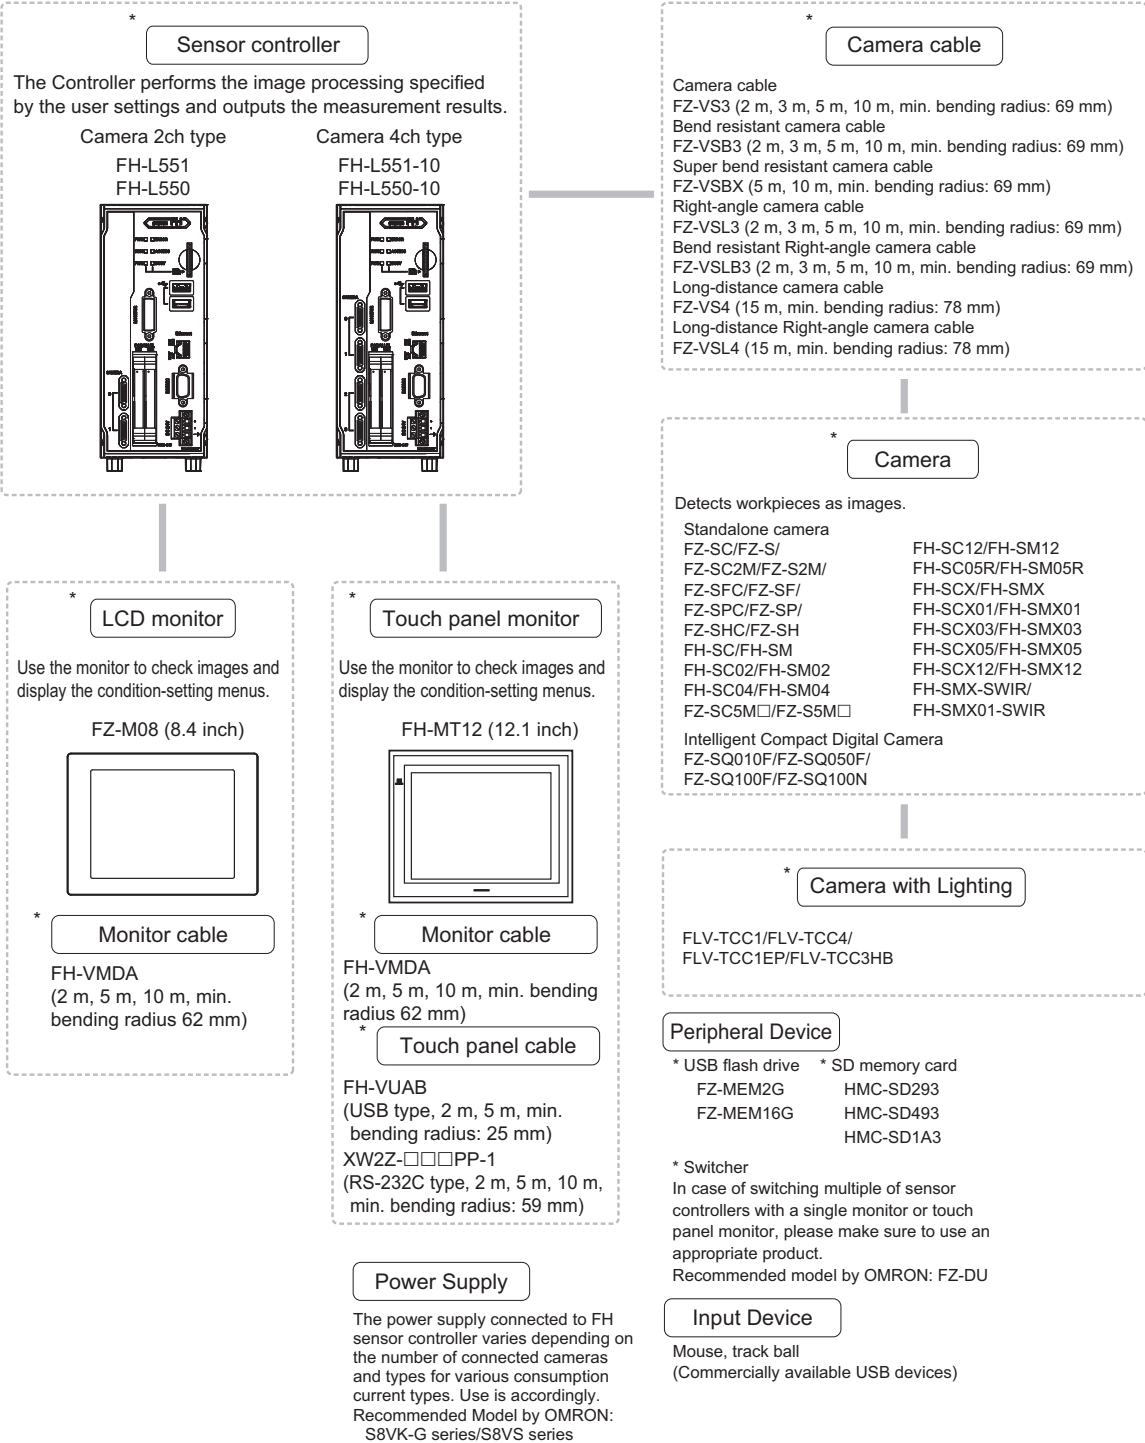 *
Sensor controller
The Controller performs the image processing specified
by the user settings and outputs the measurement results.
Camera 2ch type
FH-L551
FH-L550
Camera 4ch type
FH-L551-10
FH-L550-10
*
Camera cable
Camera cable
FZ-VS3 (2 m, 3 m, 5 m, 10 m, min. bending radius: 69 mm)
Bend resistant camera cable
FZ-VSB3 (2 m, 3 m, 5 m, 10 m, min. bending radius: 69 mm)
Super bend resistant camera cable
FZ-VSBX (5 m, 10 m, min. bending radius: 69 mm)
Right-angle camera cable
FZ-VSL3 (2 m, 3 m, 5 m, 10 m, min. bending radius: 69 mm)
Bend resistant Right-angle camera cable
FZ-VSLB3 (2 m, 3 m, 5 m, 10 m, min. bending radius: 69 mm)
Long-distance camera cable
FZ-VS4 (15 m, min. bending radius: 78 mm)
Long-distance Right-angle camera cable
FZ-VSL4 (15 m, min. bending radius: 78 mm)
*
Camera
Detects workpieces as images.
Standalone camera
FZ-SC/FZ-S/
FZ-SC2M/FZ-S2M/
FZ-SFC/FZ-SF/
FZ-SPC/FZ-SP/
FZ-SHC/FZ-SH
FH-SC/FH-SM
FH-SC02/FH-SM02
FH-SC04/FH-SM04
FZ-SC5M□/FZ-S5M□
FH-SC12/FH-SM12
FH-SC05R/FH-SM05R
FH-SCX/FH-SMX
FH-SCX01/FH-SMX01
FH-SCX03/FH-SMX03
FH-SCX05/FH-SMX05
FH-SCX12/FH-SMX12
FH-SMX-SWIR/
FH-SMX01-SWIR
Intelligent Compact Digital Camera
FZ-SQ010F/FZ-SQ050F/
FZ-SQ100F/FZ-SQ100N
*
LCD monitor
Use the monitor to check images and
display the condition-setting menus.
FZ-M08 (8.4 inch)
*
Monitor cable
FH-VMDA
(2 m, 5 m, 10 m, min.
bending radius 62 mm)
*
Touch panel monitor
Use the monitor to check images and
display the condition-setting menus.
FH-MT12 (12.1 inch)
*
Monitor cable
FH-VMDA
(2 m, 5 m, 10 m, min. bending
radius 62 mm)
*
Touch panel cable
FH-VUAB
(USB type, 2 m, 5 m, min.
bending radius: 25 mm)
XW2Z-□□□PP-1
(RS-232C type, 2 m, 5 m, 10 m,
min. bending radius: 59 mm)
*
Camera with Lighting
FLV-TCC1/FLV-TCC4/
FLV-TCC1EP/FLV-TCC3HB
Peripheral Device
* USB flash drive
FZ-MEM2G
FZ-MEM16G
* SD memory card
HMC-SD293
HMC-SD493
HMC-SD1A3
* Switcher
In case of switching multiple of sensor
controllers with a single monitor or touch
panel monitor, please make sure to use an
appropriate product.
Recommended model by OMRON: FZ-DU
Power Supply
The power supply connected to FH
sensor controller varies depending on
the number of connected cameras
and types for various consumption
current types. Use is accordingly.
Recommended Model by OMRON:
S8VK-G series/S8VS series
Input Device
Mouse, track ball
(Commercially available USB devices)